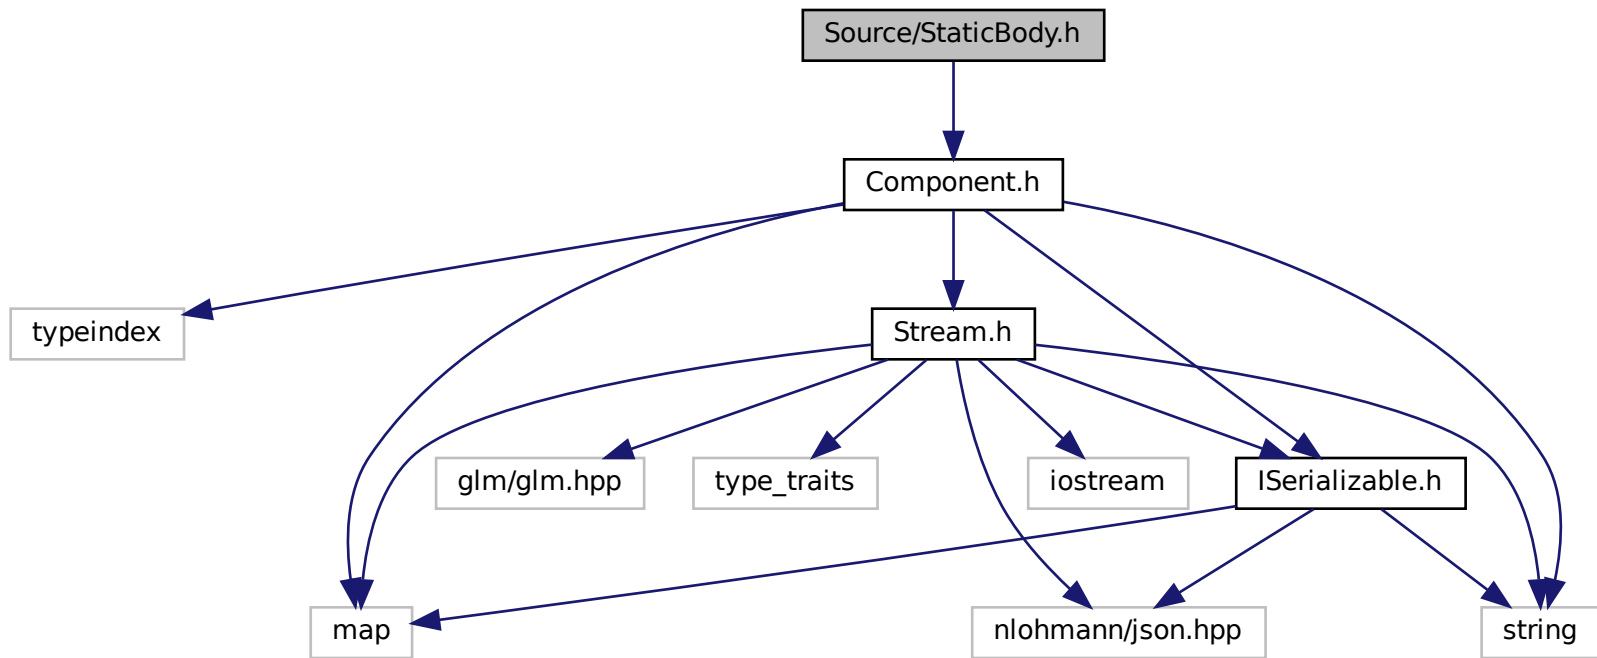 Source/StaticBody.h
Component.h
typeindex
Stream.h
glm/glm.hpp
type_traits
iostream
ISerializable.h
map
nlohmann/json.hpp
string